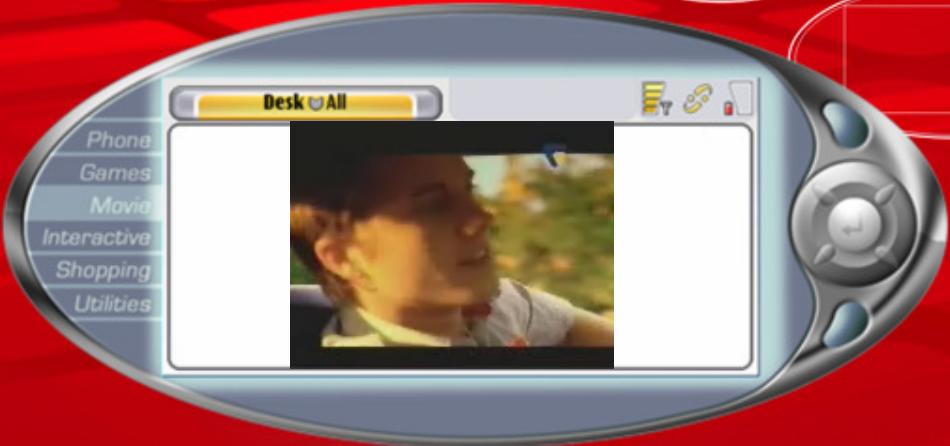 Desk All
T
Phone
Games
Movie
Interactive
Shopping
Utilities